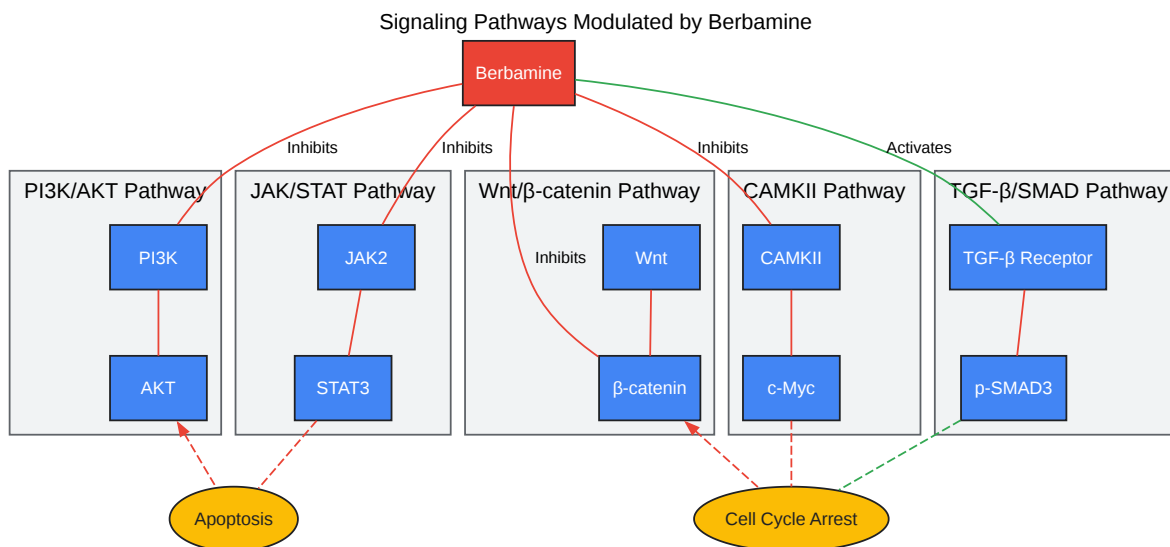 Signaling Pathways Modulated by Berbamine
Berbamine
Inhibits
Inhibits
Inhibits
Activates
PI3K/AKT Pathway
JAK/STAT Pathway
Wnt/β-catenin Pathway
CAMKII Pathway
TGF-β/SMAD Pathway
PI3K
JAK2
Inhibits
Wnt
CAMKII
TGF-β Receptor
AKT
STAT3
β-catenin
c-Myc
p-SMAD3
Apoptosis
Cell Cycle Arrest